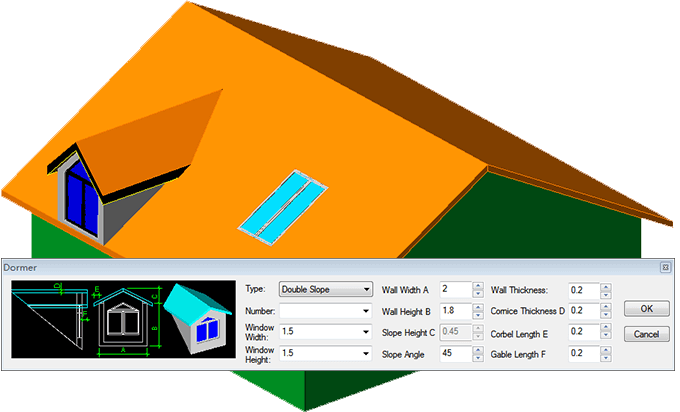 Dormer
Type: Double Slope
Number:
Window Width: 1.5
Window Height: 1.5
Wall Width A 2
Wall Height B 1.8
Slope Height C 0.45
Slope Angle 45
Wall Thickness: 0.2
Cornice Thickness D 0.2
Corbel Length E 0.2
Gable Length F 0.2
OK
Cancel
D
E
F
C
B
A